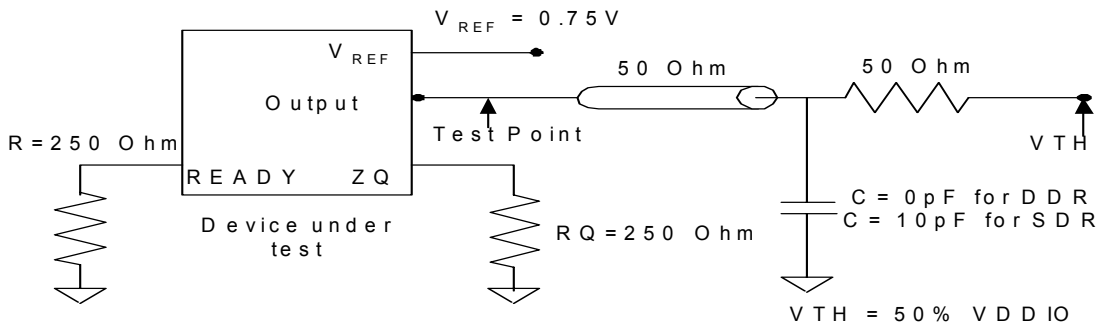 V REF = 0.75V
V REF
50 Ohm
50 Ohm
Output
Test Point
VTH
R=250 Ohm
READY
ZQ
C = 0pF for DDR
C = 10pF for SDR
Device under
test
RQ=250 Ohm
VTH = 50% VDDIO